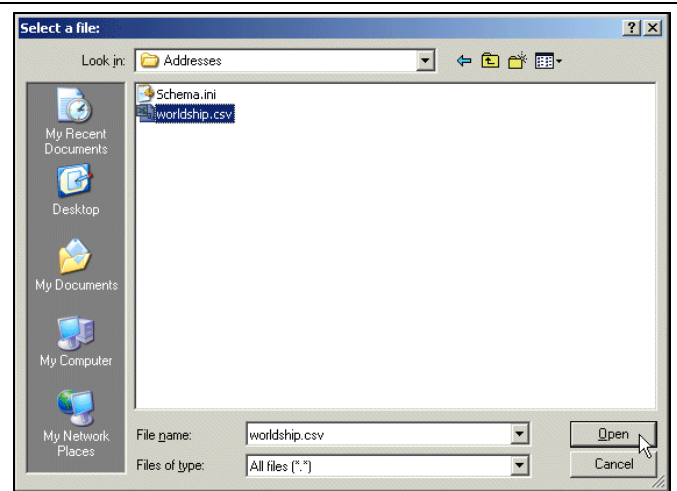 Select a file:
Look in:
Addresses
Schema.ini
worldship.csv
My Recent
Documents
Desktop
My Documents
My Computer
My Network
Places
File name:
worldship.csv
Open
Files of type:
All files (*.*)
Cancel